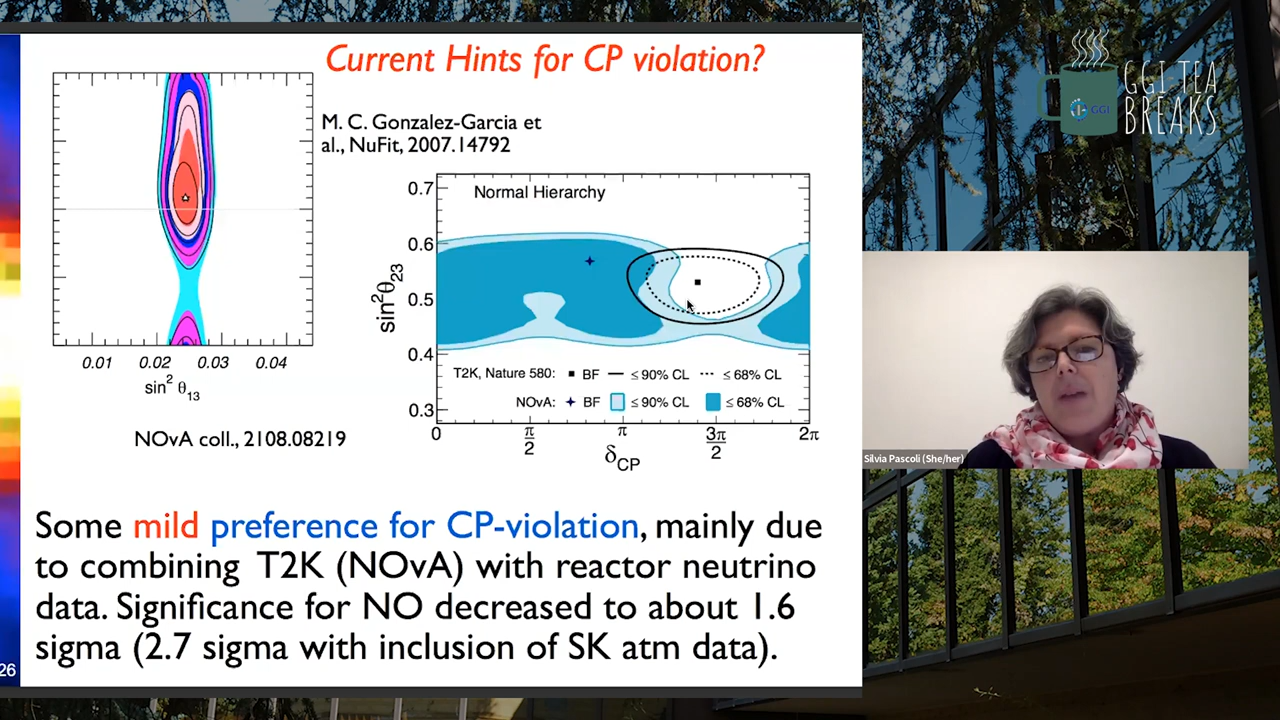 Current Hints for CP violation?
M. C. Gonzalez-Garcia et
al., NuFit, 2007.14792
0.01 0.02 0.03 0.04
sin² θ₁₃
NOvA coll., 2108.08219
Normal Hierarchy
0.7
0.6
0.5
0.4
0.3
sin²θ₂₃
T2K, Nature 580: BF ≤ 90% CL ≤ 68% CL
NOvA: BF ≤ 90% CL ≤ 68% CL
0 π/2 π 3π/2 2π
δCP
Some mild preference for CP-violation, mainly due
to combining T2K (NOvA) with reactor neutrino
data. Significance for NO decreased to about 1.6
sigma (2.7 sigma with inclusion of SK atm data).
26
GGI
GGI TEA
BREAKS
Silvia Pascoli (She/her)